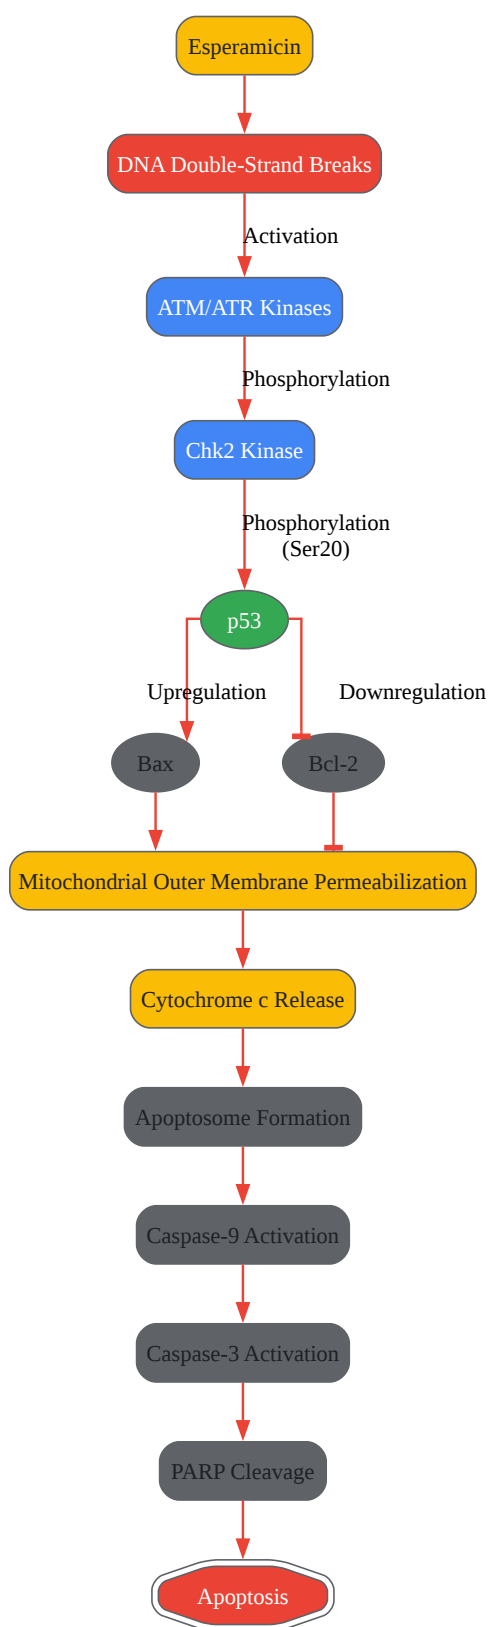 Esperamicin
DNA Double-Strand Breaks
Activation
ATM/ATR Kinases
Phosphorylation
Chk2 Kinase
Phosphorylation
(Ser20)
p53
Upregulation
Downregulation
Bax
Bcl-2
Mitochondrial Outer Membrane Permeabilization
Cytochrome c Release
Apoptosome Formation
Caspase-9 Activation
Caspase-3 Activation
PARP Cleavage
Apoptosis